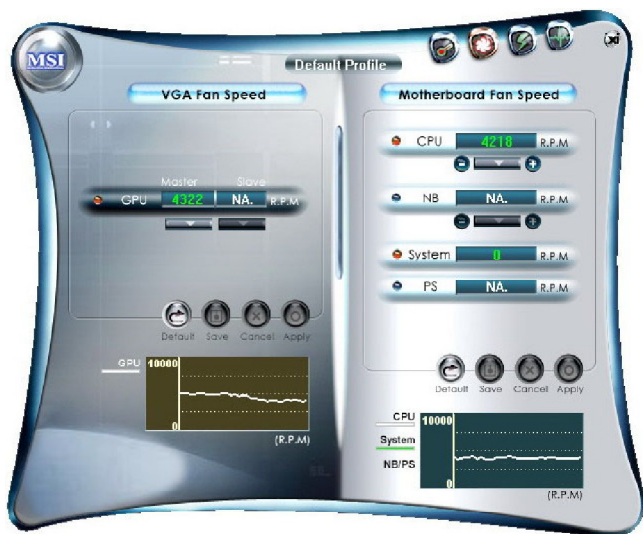 MSI
Default Profile
VGA Fan Speed
Master Slave
GPU 4322 NA. R.P.M
Default Save Cancel Apply
GPU 10000
0
(R.P.M)
Motherboard Fan Speed
CPU 4218 R.P.M
NB NA. R.P.M
System 0 R.P.M
PS NA. R.P.M
Default Save Cancel Apply
CPU 10000
System
NB/PS
0
(R.P.M)